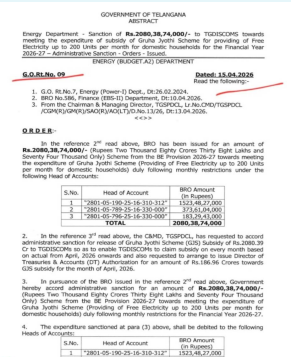 GOVERNMENT OF TELANGANA
ABSTRACT
Energy Department - Sanction of Rs.2080,38,74,000/- to TGDISCOMS towards
meeting the expenditure of subsidy of Gruha Jyothi Scheme for providing of Free
Electricity up to 200 Units per month for domestic households for the Financial Year
2026-27 – Administrative Sanction - Orders - Issued.
ENERGY (BUDGET.A2) DEPARTMENT
G.O.Rt.No. 09 Dated: 15.04.2026
Read the following:-
1. G.O. Rt.No.7, Energy (Power-I) Dept., Dt:26.02.2024.
2. BRO No.586, Finance (EBS-II) Department, Dt:10.04.2026.
3. From the Chairman & Managing Director, TGSPDCL, Lr.No.CMD/TGSPDCL
/CGM(R)/GM(R)/SAO(R)/AO(LT)/D.No.13/26, Dt:13.04.2026.
<<>>
O R D E R:-
In the reference 2nd read above, BRO has been issued for an amount of
Rs.2080,38,74,000/- (Rupees Two Thousand Eighty Crores Thirty Eight Lakhs and
Seventy Four Thousand Only) Scheme from the BE Provision 2026-27 towards meeting
the expenditure of Gruha Jyothi Scheme (Providing of Free Electricity up to 200 Units
per month for domestic households) duly following monthly restrictions under the
following Head of Accounts:
S.No. Head of Account BRO Amount
(in Rupees)
1 "2801-05-190-25-16-310-312" 1523,48,27,000
2 "2801-05-789-25-16-330-000" 373,61,04,000
3 "2801-05-796-25-16-330-000" 183,29,43,000
TOTAL 2080,38,74,000
2. In the reference 3rd read above, the C&MD, TGSPDCL, has requested to accord
administrative sanction for release of Gruha Jyothi Scheme (GJS) Subsidy of Rs.2080.39
Cr to TGDISCOMS so as to enable TGDISCOMs to claim subsidy on every month based
on actual from April, 2026 onwards and also requested to arrange to issue Director of
Treasuries & Accounts (DT) Authorization for an amount of Rs.186.96 Crores towards
GJS subsidy for the month of April, 2026.
3. In pursuance of the BRO issued in the reference 2nd read above, Government
hereby accord administrative sanction for an amount of Rs.2080,38,74,000/-
(Rupees Two Thousand Eighty Crores Thirty Eight Lakhs and Seventy Four Thousand
Only) Scheme from the BE Provision 2026-27 towards meeting the expenditure of
Gruha Jyothi Scheme (Providing of Free Electricity up to 200 Units per month for
domestic households) duly following monthly restrictions for the Financial Year 2026-27.
4. The expenditure sanctioned at para (3) above, shall be debited to the following
Heads of Accounts:
S.No. Head of Account BRO Amount
(in Rupees)
1 "2801-05-190-25-16-310-312" 1523,48,27,000